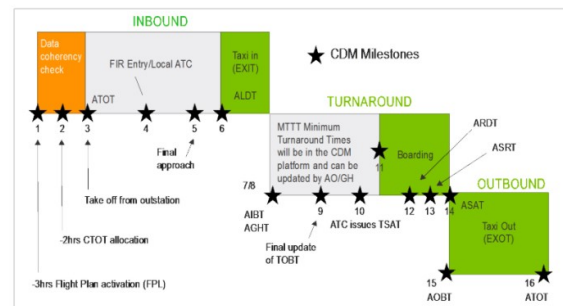 INBOUND
Data
coherency
check
FIR Entry/Local ATC
Taxi in
(EXIT)
CDM Milestones
ATOT
ALDT
1
2
3
4
5
6
Final
approach
Take off from outstation
-2hrs CTOT allocation
-3hrs Flight Plan activation (FPL)
TURNAROUND
MTTT Minimum
Turnaround Times
will be in the CDM
platform and can be
updated by AO/GH
Boarding
ARDT
ASRT
11
7/8
AIBT
AGHT
9
10
12
13
14
Final update
of TOBT
ATC issues TSAT
ASAT
OUTBOUND
Taxi Out
(EXOT)
15
AOBT
16
ATOT